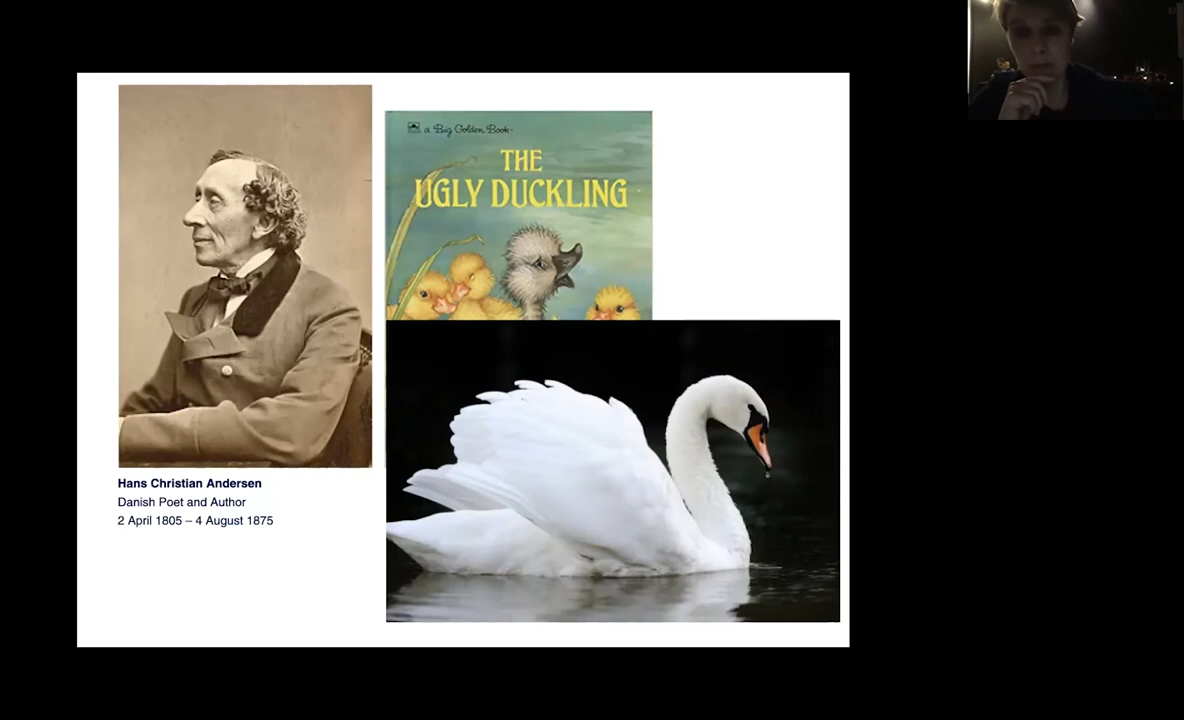 a Big Golden Book
THE
UGLY DUCKLING
Hans Christian Andersen
Danish Poet and Author
2 April 1805 – 4 August 1875